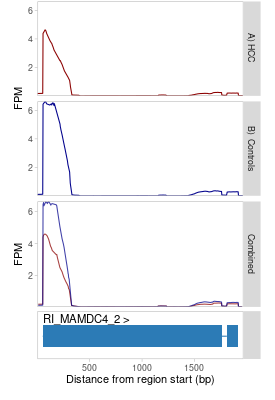 6
4
2
A) HCC
FPM
6
4
2
B) Controls
6
4
2
FPM
Combined
RI_MAMDC4_2 >
500
1000
1500
Distance from region start (bp)